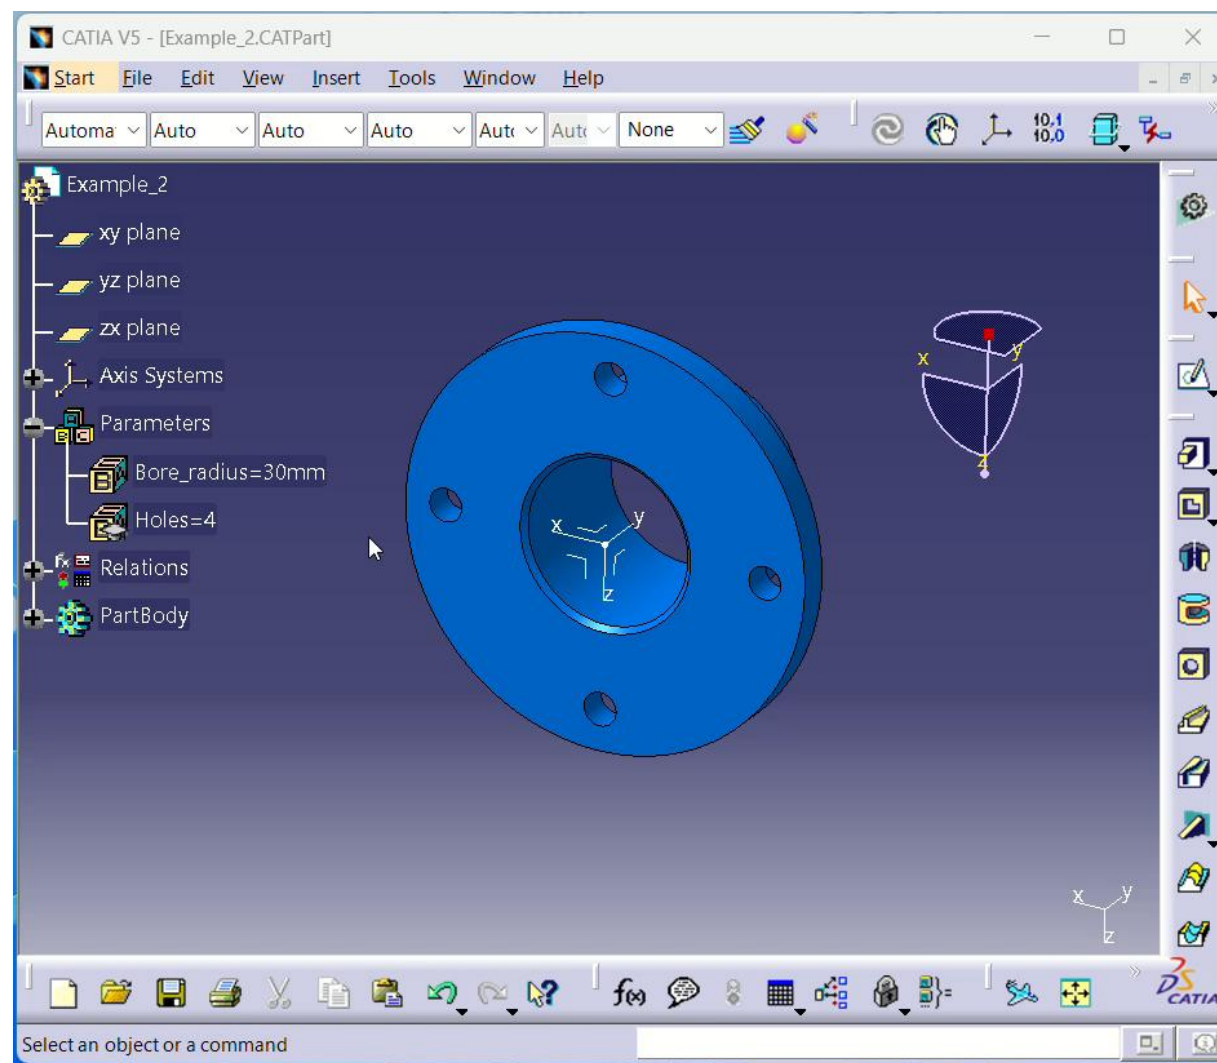 CATIA V5 - [Example_2.CATPart]
Start File Edit View Insert Tools Window Help
Automa Auto Auto Auto Aut Aut None
10,1
10,0
Example_2
xy plane
yz plane
zx plane
Axis Systems
Parameters
Bore_radius=30mm
Holes=4
Relations
PartBody
x y
z
x y
z
x y
z
f(x)
CATIA
Select an object or a command